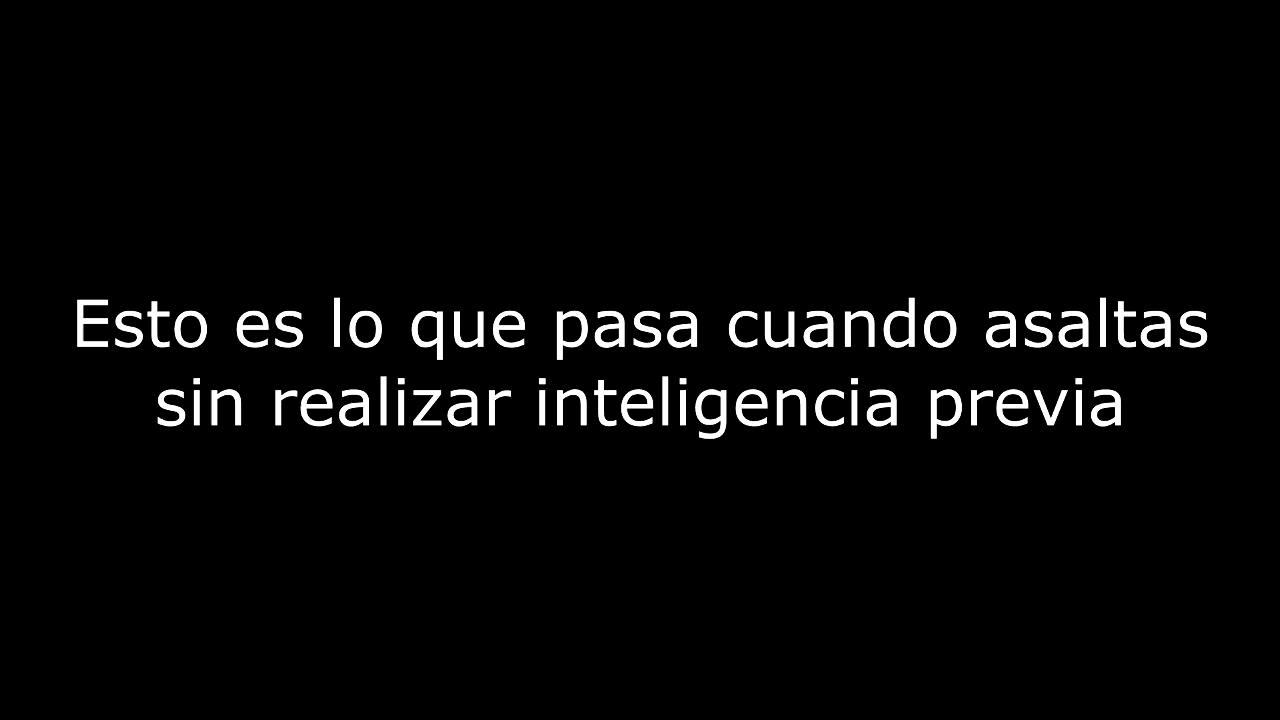 Esto es lo que pasa cuando asaltas
sin realizar inteligencia previa